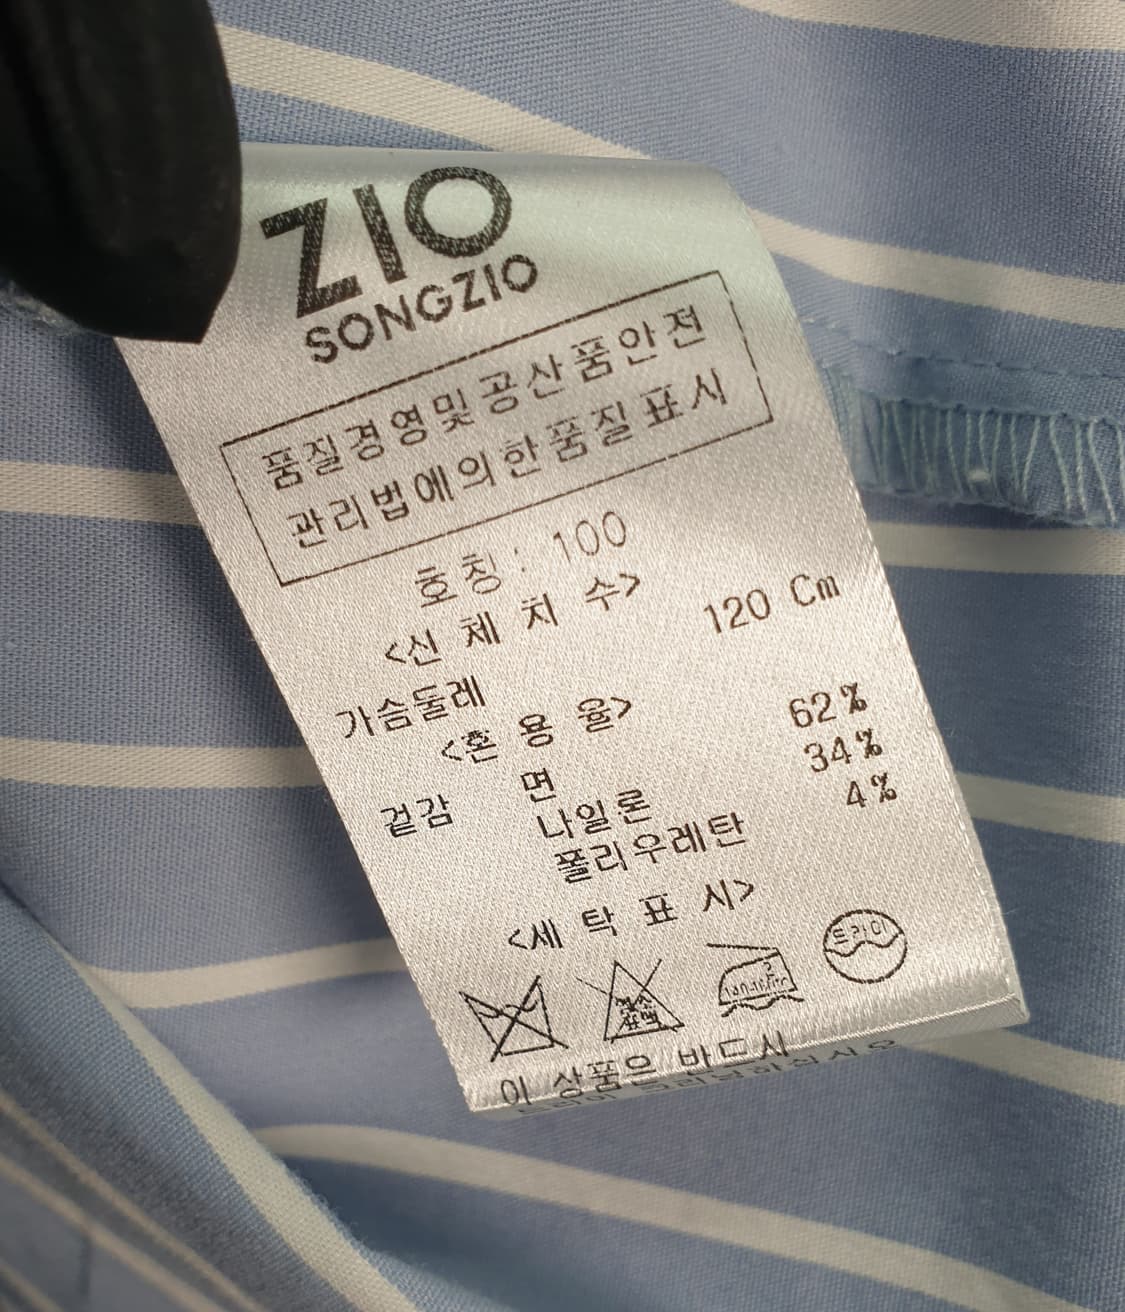 ZIO
SONGZIO
품질경영및공산품안전
관리법에의한품질표시
호칭: 100
<신 체 치 수>
가슴둘레 120 Cm
<혼 용 율>
겉감 면 62%
나일론 34%
폴리우레탄 4%
<세 탁 표 시>
드라이
이 상품은 반드시